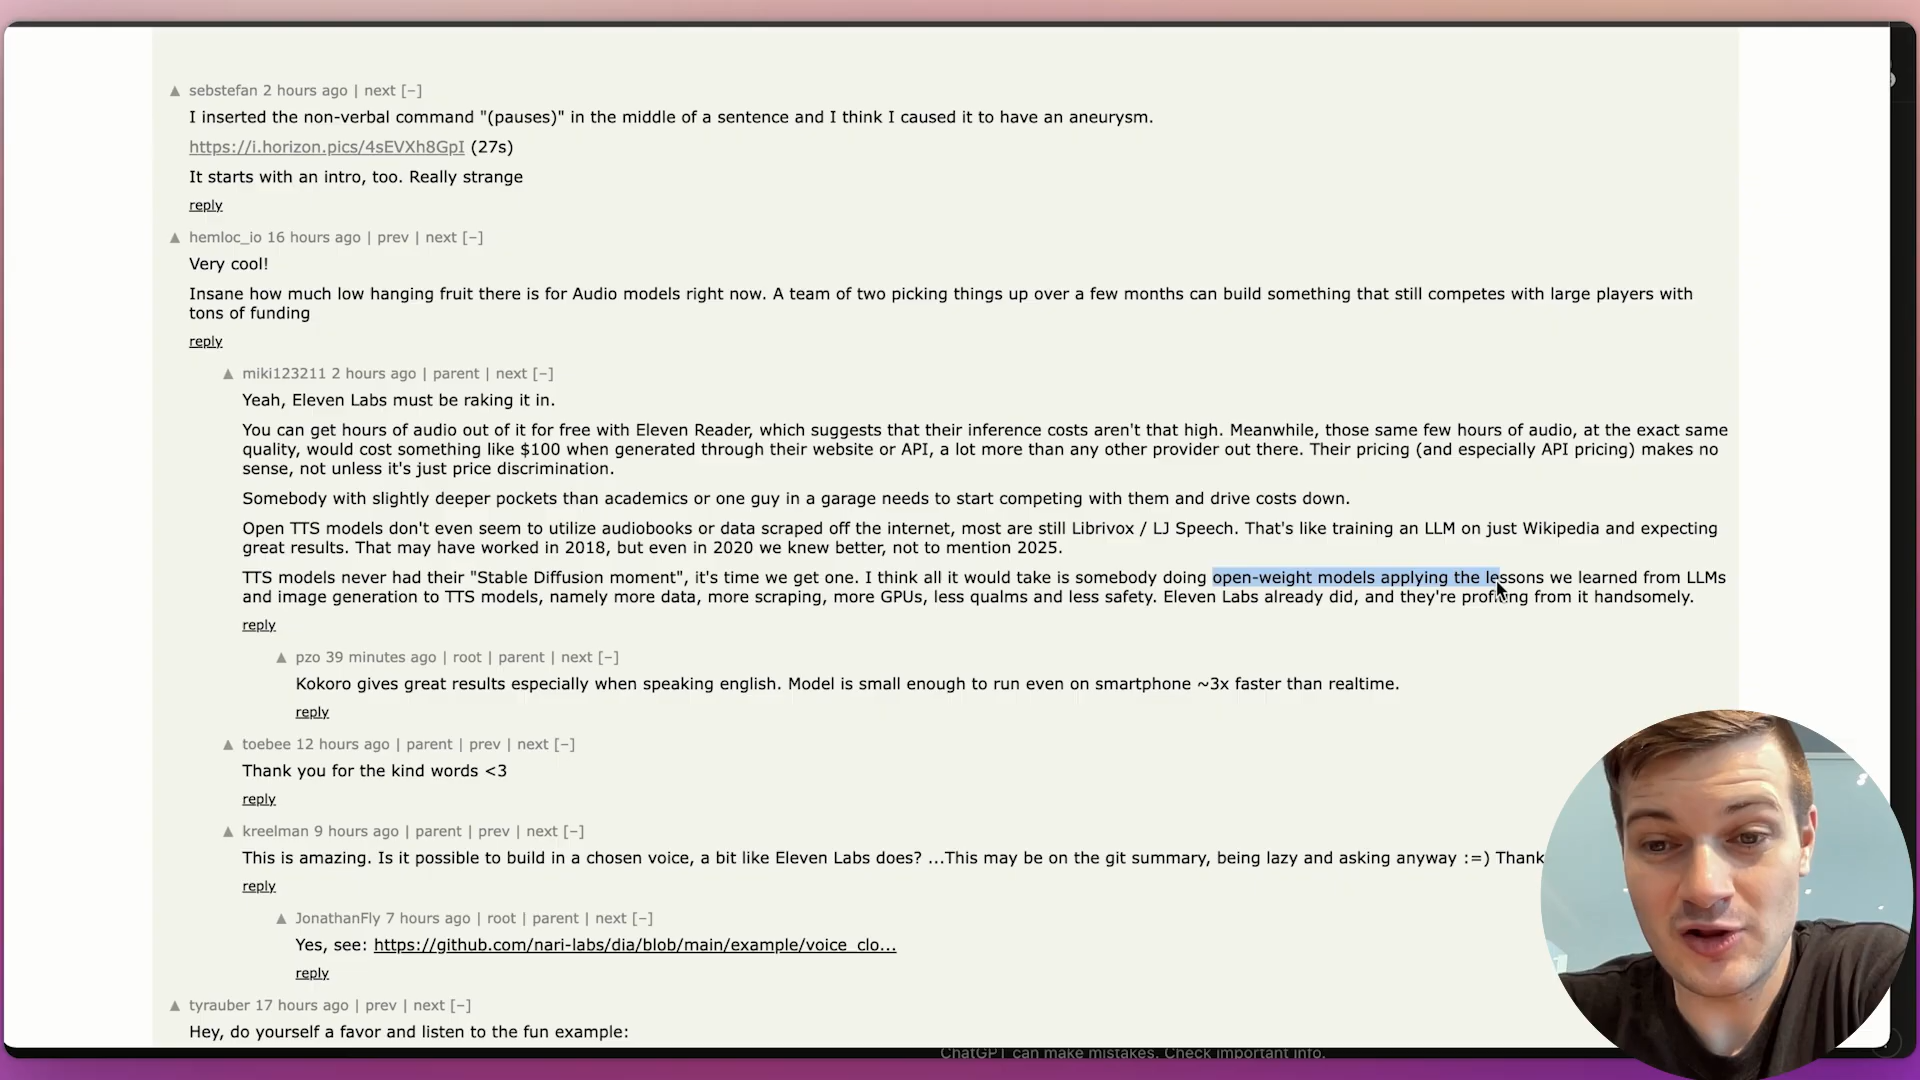 ▲ sebstefan 2 hours ago | next [–]
I inserted the non-verbal command "(pauses)" in the middle of a sentence and I think I caused it to have an aneurysm.
https://i.horizon.pics/4sEVXh8GpI (27s)
It starts with an intro, too. Really strange
reply
▲ hemloc_io 16 hours ago | prev | next [–]
Very cool!
Insane how much low hanging fruit there is for Audio models right now. A team of two picking things up over a few months can build something that still competes with large players with
tons of funding
reply
▲ miki123211 2 hours ago | parent | next [–]
Yeah, Eleven Labs must be raking it in.
You can get hours of audio out of it for free with Eleven Reader, which suggests that their inference costs aren't that high. Meanwhile, those same few hours of audio, at the exact same
quality, would cost something like $100 when generated through their website or API, a lot more than any other provider out there. Their pricing (and especially API pricing) makes no
sense, not unless it's just price discrimination.
Somebody with slightly deeper pockets than academics or one guy in a garage needs to start competing with them and drive costs down.
Open TTS models don't even seem to utilize audiobooks or data scraped off the internet, most are still Librivox / LJ Speech. That's like training an LLM on just Wikipedia and expecting
great results. That may have worked in 2018, but even in 2020 we knew better, not to mention 2025.
TTS models never had their "Stable Diffusion moment", it's time we get one. I think all it would take is somebody doing open-weight models applying the lessons we learned from LLMs
and image generation to TTS models, namely more data, more scraping, more GPUs, less qualms and less safety. Eleven Labs already did, and they're profiting from it handsomely.
reply
▲ pzo 39 minutes ago | root | parent | next [–]
Kokoro gives great results especially when speaking english. Model is small enough to run even on smartphone ~3x faster than realtime.
reply
▲ toebee 12 hours ago | parent | prev | next [–]
Thank you for the kind words <3
reply
▲ kreelman 9 hours ago | parent | prev | next [–]
This is amazing. Is it possible to build in a chosen voice, a bit like Eleven Labs does? ...This may be on the git summary, being lazy and asking anyway :=) Thank
reply
▲ JonathanFly 7 hours ago | root | parent | next [–]
Yes, see: https://github.com/nari-labs/dia/blob/main/example/voice_clo...
reply
▲ tyrauber 17 hours ago | prev | next [–]
Hey, do yourself a favor and listen to the fun example:
ChatGPT can make mistakes. Check important info.